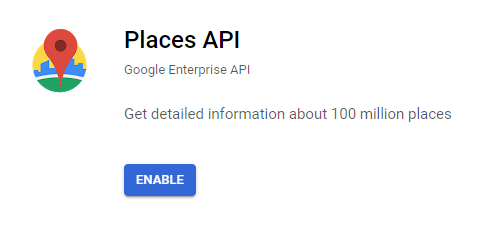 Places API
Google Enterprise API
Get detailed information about 100 million places
ENABLE